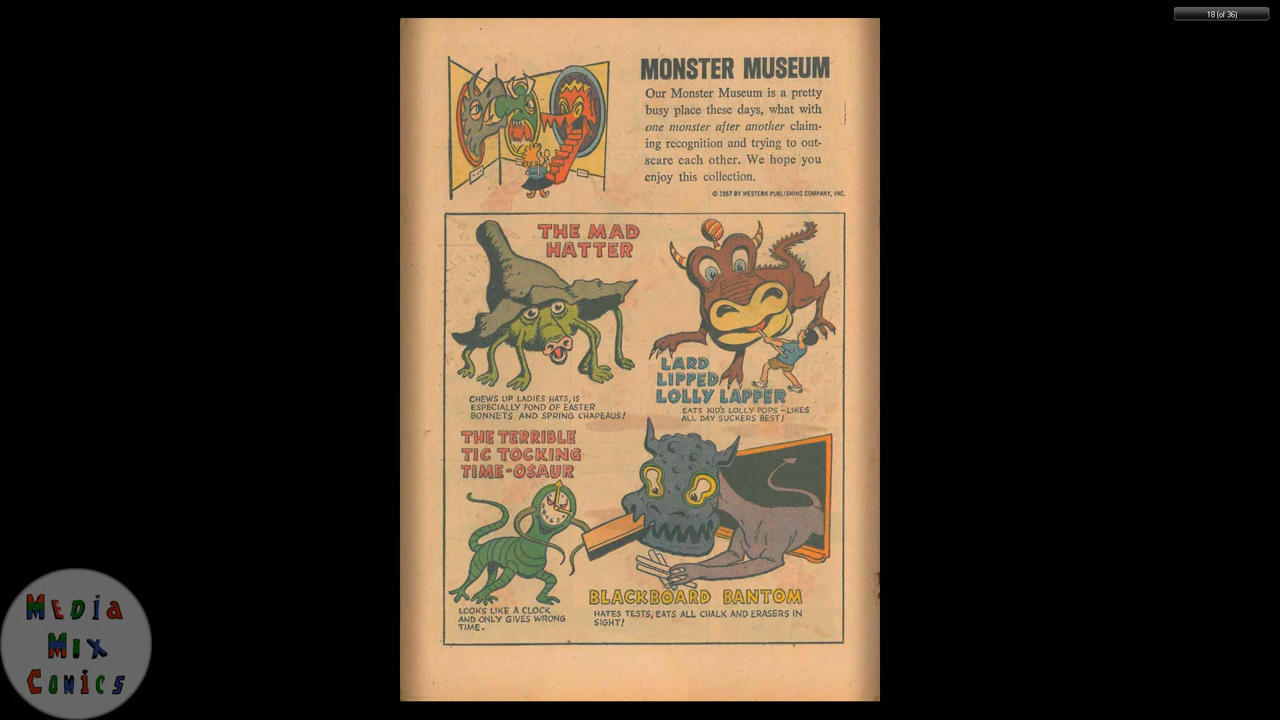 18 (of 36)
MONSTER MUSEUM
Our Monster Museum is a pretty
busy place these days, what with
one monster after another claim-
ing recognition and trying to out-
scare each other. We hope you
enjoy this collection.
© 1967 BY WESTERN PUBLISHING COMPANY, INC.
THE MAD
HATTER
CHEWS UP LADIES HATS, IS
ESPECIALLY FOND OF EASTER
BONNETS AND SPRING CHAPEAUS!
LARD
LIPPED
LOLLY LAPPER
EATS KID'S LOLLY POPS - LIKES
ALL DAY SUCKERS BEST!
THE TERRIBLE
TIC TOCKING
TIME-OSAUR
LOOKS LIKE A CLOCK
AND ONLY GIVES WRONG
TIME.
BLACKBOARD BANTOM
HATES TESTS, EATS ALL CHALK AND ERASERS IN
SIGHT!
MEDIA
MIX
COMICS